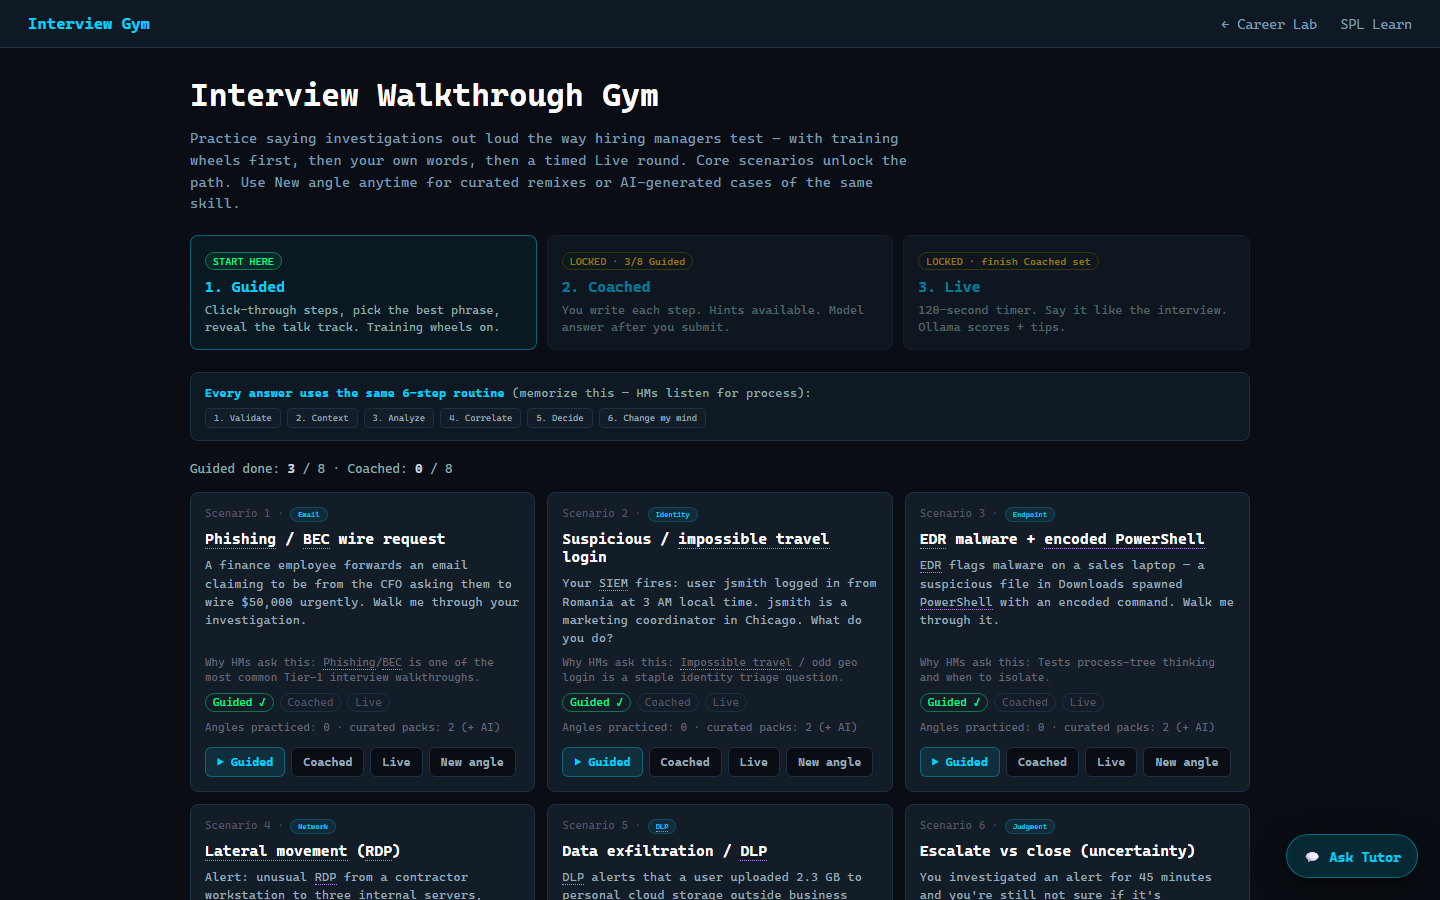 Interview Gym
← Career Lab
SPL Learn
Interview Walkthrough Gym
Practice saying investigations out loud the way hiring managers test — with training
wheels first, then your own words, then a timed Live round. Core scenarios unlock the
path. Use New angle anytime for curated remixes or AI-generated cases of the same
skill.
START HERE
1. Guided
Click-through steps, pick the best phrase,
reveal the talk track. Training wheels on.
LOCKED · 3/8 Guided
2. Coached
You write each step. Hints available. Model
answer after you submit.
LOCKED · finish Coached set
3. Live
120-second timer. Say it like the interview.
Ollama scores + tips.
Every answer uses the same 6-step routine (memorize this — HMs listen for process):
1. Validate
2. Context
3. Analyze
4. Correlate
5. Decide
6. Change my mind
Guided done: 3 / 8 · Coached: 0 / 8
Scenario 1 · Email
Phishing / BEC wire request
A finance employee forwards an email
claiming to be from the CFO asking them to
wire $50,000 urgently. Walk me through your
investigation.
Why HMs ask this: Phishing/BEC is one of the
most common Tier-1 interview walkthroughs.
Guided ✓ Coached Live
Angles practiced: 0 · curated packs: 2 (+ AI)
▶ Guided Coached Live New angle
Scenario 2 · Identity
Suspicious / impossible travel
login
Your SIEM fires: user jsmith logged in from
Romania at 3 AM local time. jsmith is a
marketing coordinator in Chicago. What do
you do?
Why HMs ask this: Impossible travel / odd geo
login is a staple identity triage question.
Guided ✓ Coached Live
Angles practiced: 0 · curated packs: 2 (+ AI)
▶ Guided Coached Live New angle
Scenario 3 · Endpoint
EDR malware + encoded PowerShell
EDR flags malware on a sales laptop — a
suspicious file in Downloads spawned
PowerShell with an encoded command. Walk me
through it.
Why HMs ask this: Tests process-tree thinking
and when to isolate.
Guided ✓ Coached Live
Angles practiced: 0 · curated packs: 2 (+ AI)
▶ Guided Coached Live New angle
Scenario 4 · Network
Lateral movement (RDP)
Alert: unusual RDP from a contractor
workstation to three internal servers,
Scenario 5 · DLP
Data exfiltration / DLP
DLP alerts that a user uploaded 2.3 GB to
personal cloud storage outside business
Scenario 6 · Judgment
Escalate vs close (uncertainty)
You investigated an alert for 45 minutes
and you're still not sure if it's
Ask Tutor